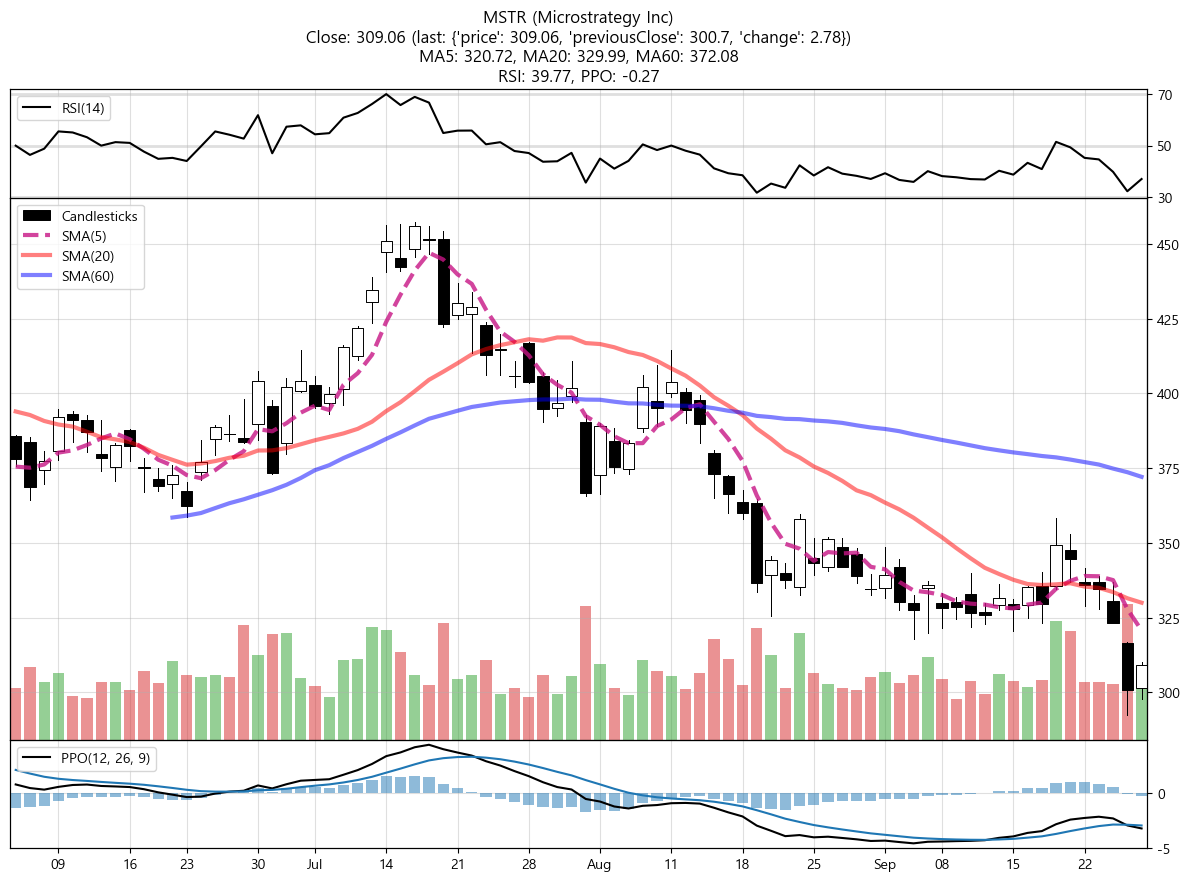 MSTR (Microstrategy Inc)
Close: 309.06 (last: {'price': 309.06, 'previousClose': 300.7, 'change': 2.78})
MA5: 320.72, MA20: 329.99, MA60: 372.08
RSI: 39.77, PPO: -0.27
RSI(14)
70
50
30
Candlesticks
SMA(5)
SMA(20)
SMA(60)
450
425
400
375
350
325
300
PPO(12, 26, 9)
0
-5
09 16 23 30 Jul 14 21 28 Aug 11 18 25 Sep 08 15 22